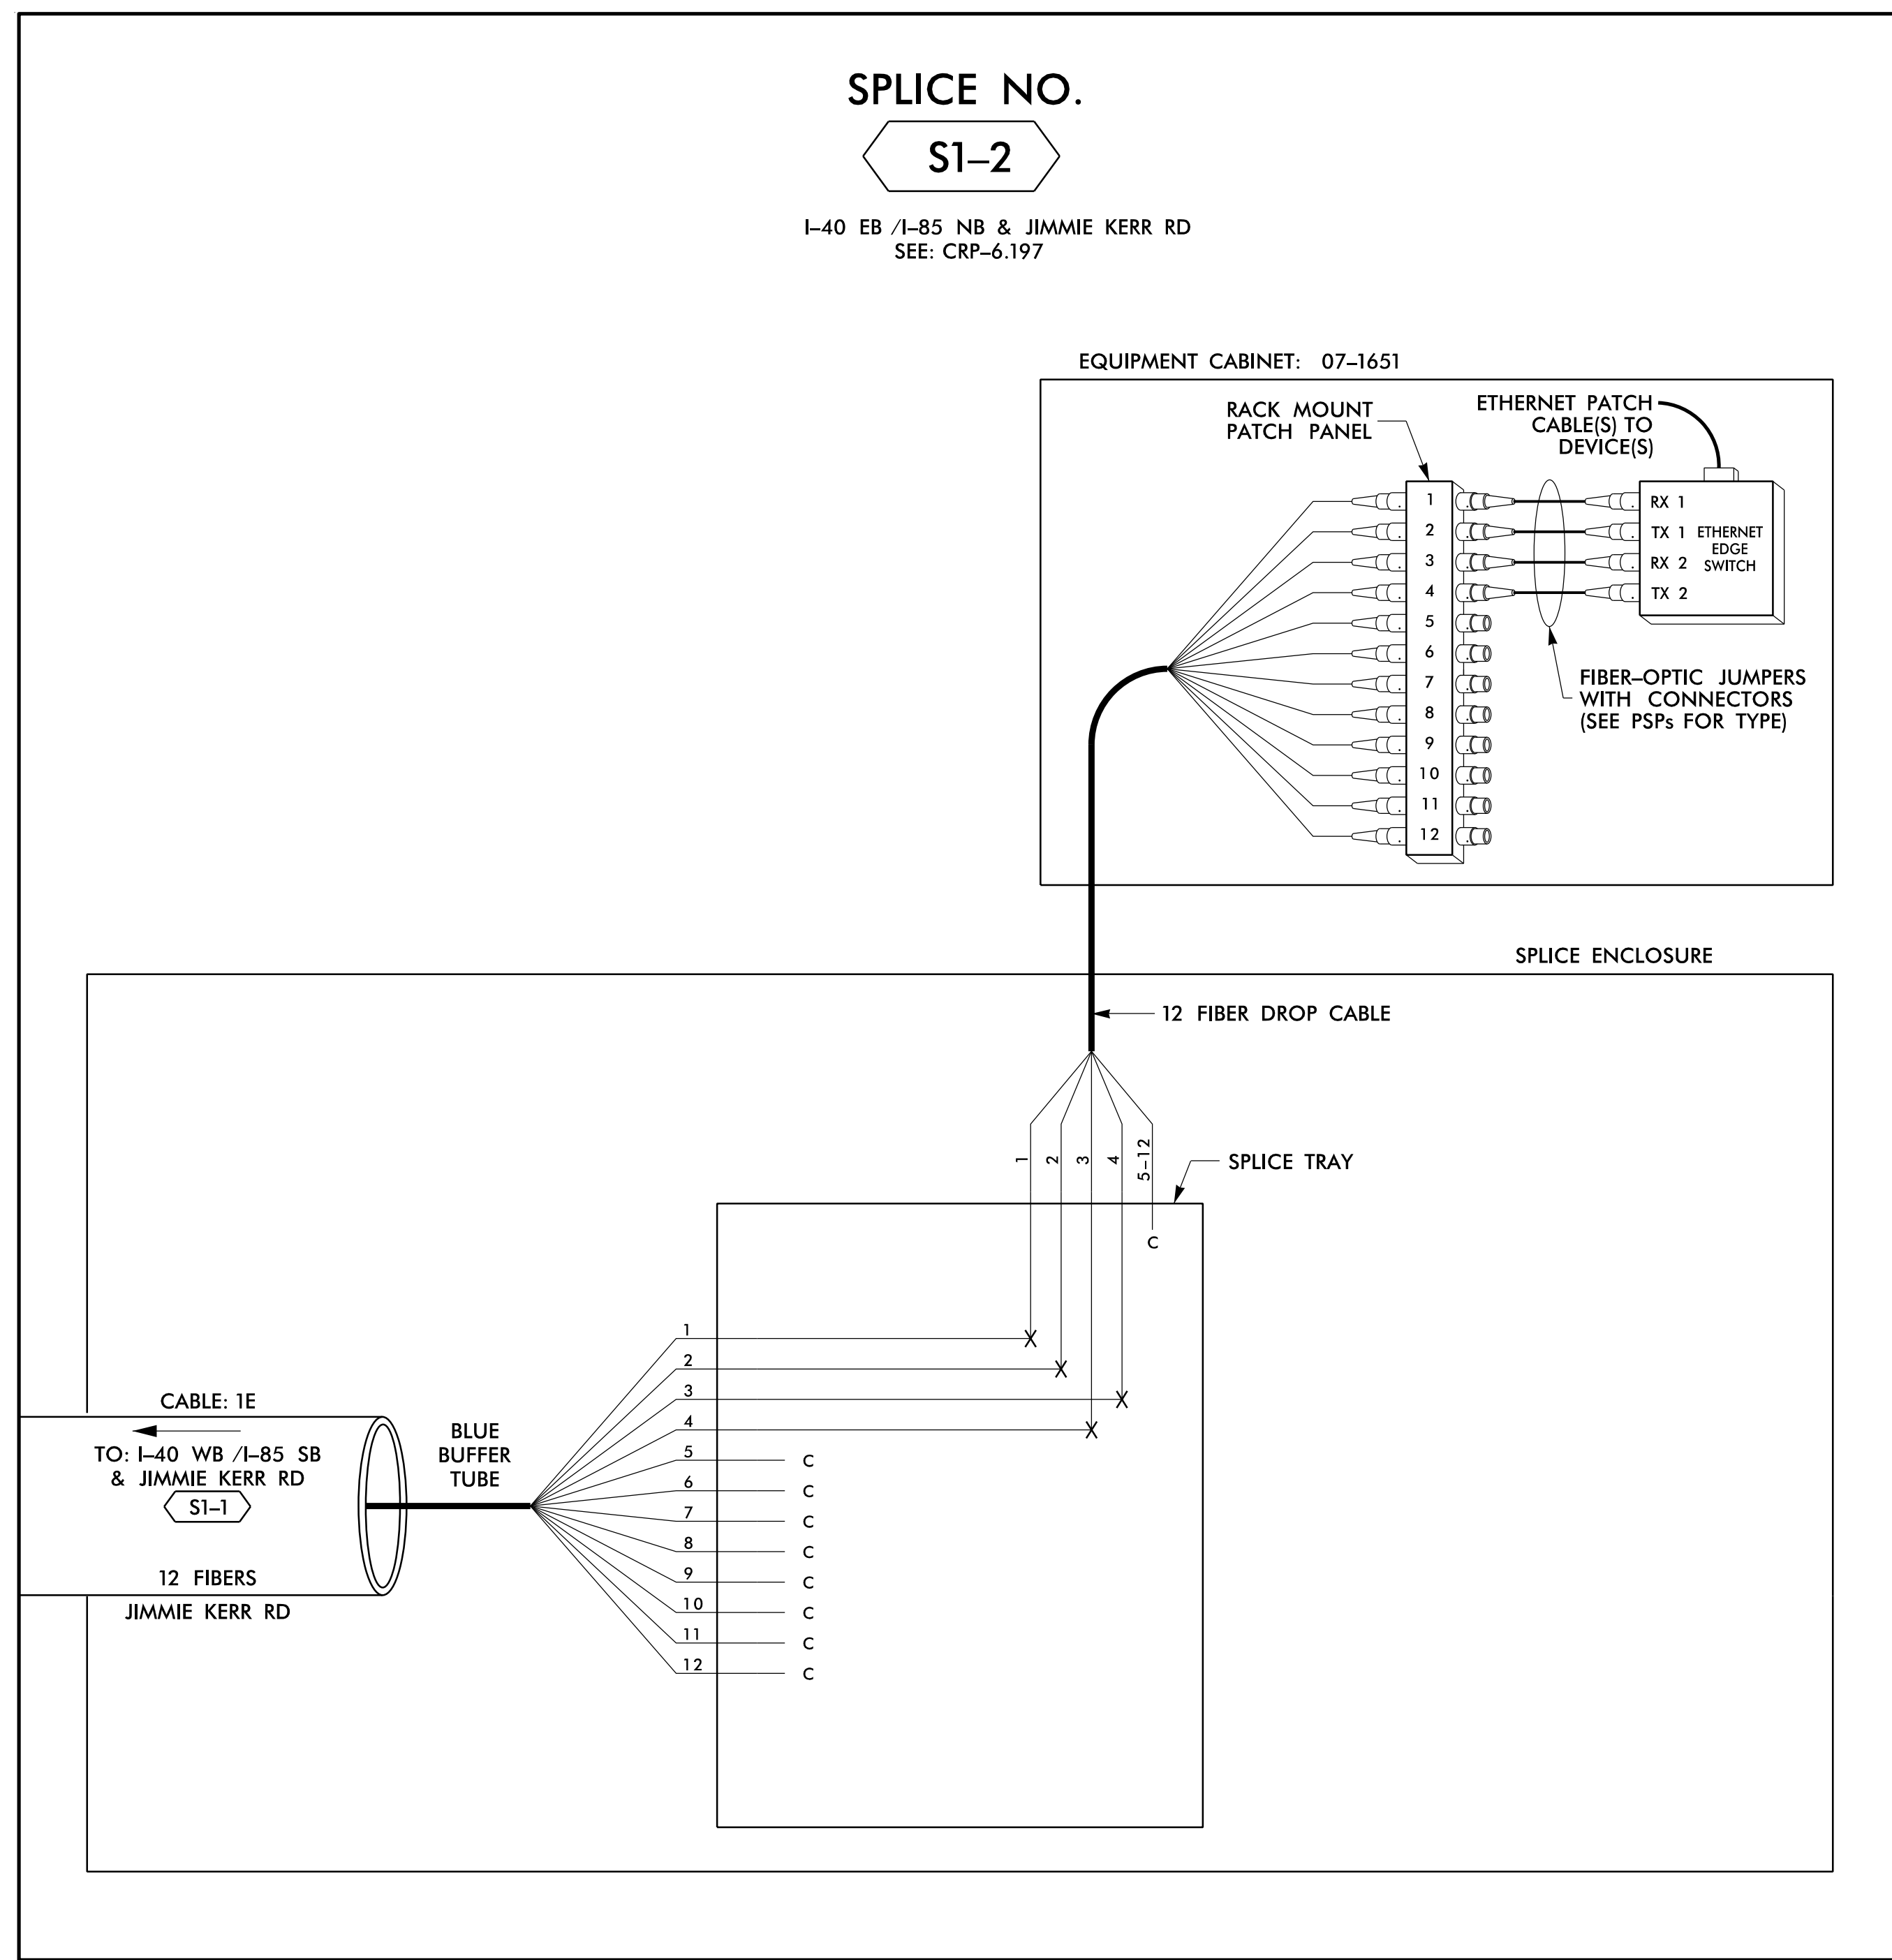 SPLICE NO.
S1–2
I–40 EB /I–85 NB & JIMMIE KERR RD
SEE: CRP–6.197
EQUIPMENT CABINET: 07–1651
RACK MOUNT
PATCH PANEL
ETHERNET PATCH
CABLE(S) TO
DEVICE(S)
1
2
3
4
5
6
7
8
9
10
11
12
RX 1
TX 1
RX 2
TX 2
ETHERNET
EDGE
SWITCH
FIBER–OPTIC JUMPERS
WITH CONNECTORS
(SEE PSPs FOR TYPE)
SPLICE ENCLOSURE
12 FIBER DROP CABLE
1
2
3
4
5–12
SPLICE TRAY
C
CABLE: 1E
TO: I–40 WB /I–85 SB
& JIMMIE KERR RD
S1–1
12 FIBERS
JIMMIE KERR RD
BLUE
BUFFER
TUBE
1
2
3
4
5 C
6 C
7 C
8 C
9 C
10 C
11 C
12 C